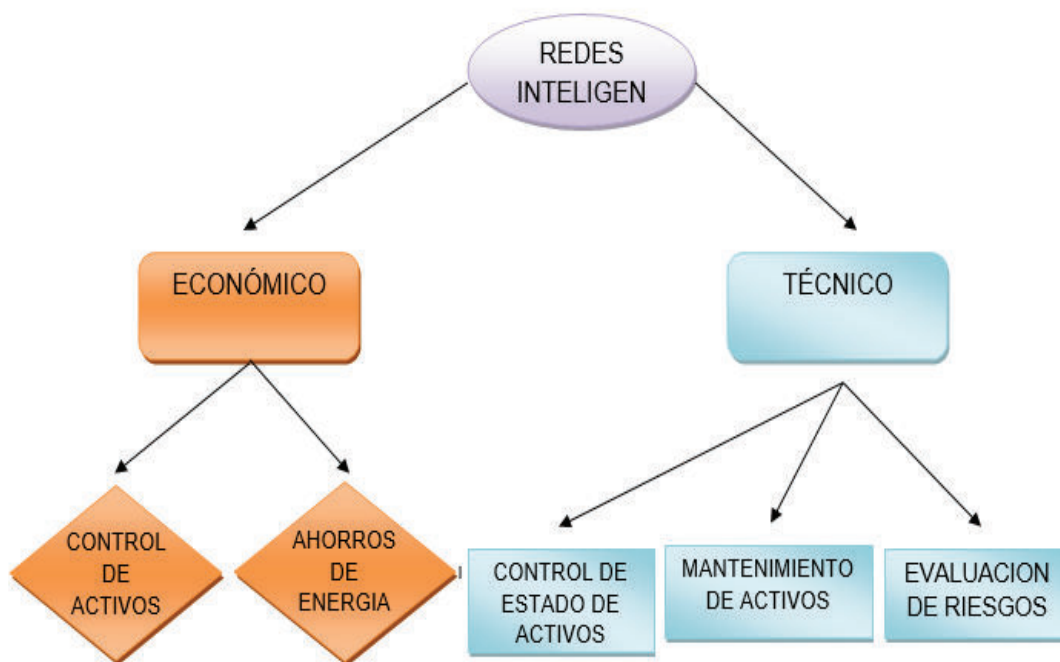 REDES
INTELIGEN
ECONÓMICO
TÉCNICO
CONTROL
DE
ACTIVOS
AHORROS
DE
ENERGIA
CONTROL DE
ESTADO DE
ACTIVOS
MANTENIMIENTO
DE ACTIVOS
EVALUACION
DE RIESGOS